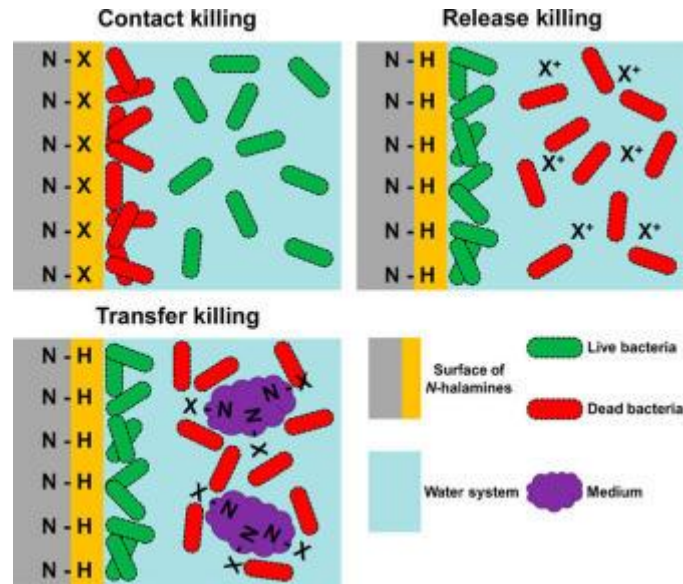 Contact killing
N - X
N - X
N - X
N - X
N - X
N - X
Release killing
N - H
N - H
N - H
N - H
N - H
N - H
X⁺
X⁺
X⁺
X⁺
X⁺
X⁺
Transfer killing
N - H
N - H
N - H
N - H
N - H
N - H
N - X
X - N
N
X
X
N
N - X
N
X
Surface of
N-halamines
Live bacteria
Dead bacteria
Water system
Medium